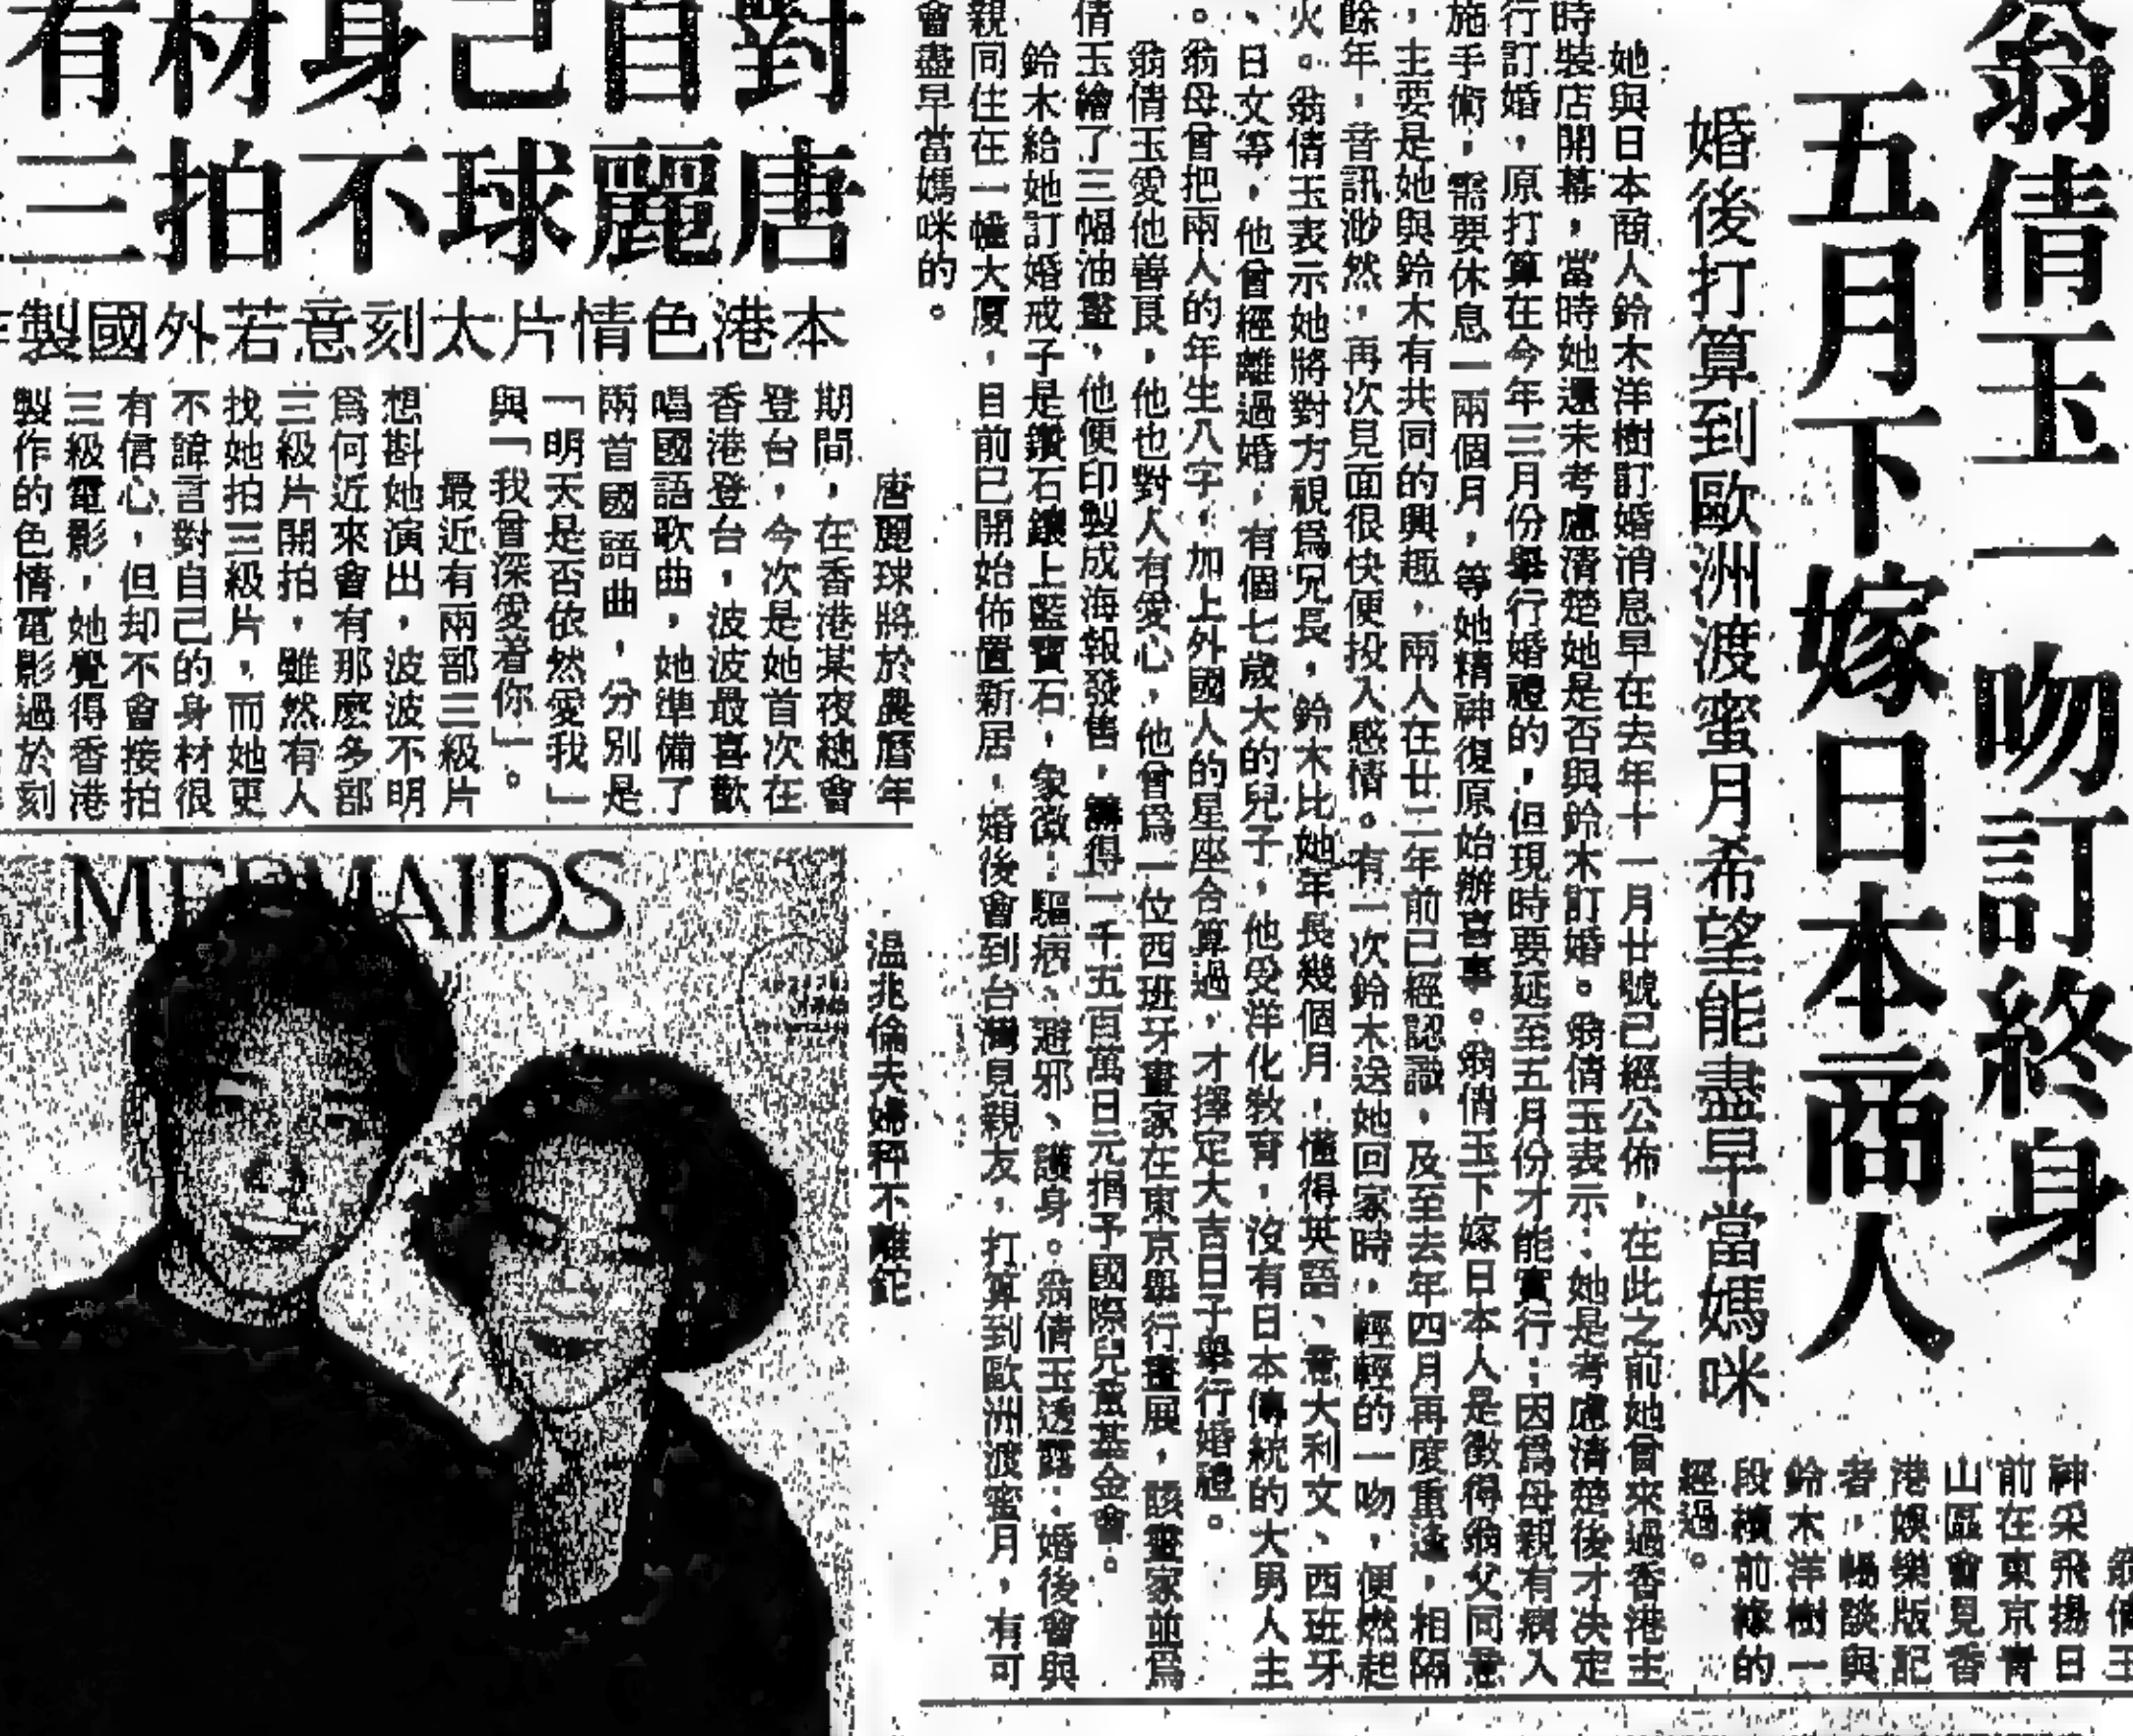 翁倩玉一吻訂終身
五月下嫁日本商人
婚後打算到歐洲渡蜜月希望能盡早當媽咪
翁倩玉
神采飛揚日
前在東京青
山區會見香
港娛樂版記
者，暢談與
鈴木洋樹一
段續前緣的
經過。
她與日本商人鈴木洋樹訂婚消息早在去年十一月廿號已經公佈，在此之前她曾來過香港主
時裝店開幕，當時她還未考慮清楚她是否與鈴木訂婚。翁倩玉表示：她是考慮清楚後才決定
行訂婚，原打算在今年三月份舉行婚禮的，但現時要延至五月份才能實行；因爲母親有病入
施手術，需要休息一兩個月，等她精神復原始辦喜事。翁倩玉下嫁日本人是徵得翁父同意
，主要是她與鈴木有共同的興趣，兩人在廿二年前已經認識，及至去年四月再度重逢，相隔
餘年，音訊渺然，再次見面很快便投入感情。有一次鈴木送她回家時，輕輕的一吻，便燃起
火。翁倩玉表示她將對方視爲兄長，鈴木比她年長幾個月，懂得英語、意大利文、西班牙
、日文等，他曾經離過婚，有個七歲大的兒子，他受洋化教育，沒有日本傳統的大男人主
。翁母曾把兩人的年生八字，加上外國人的星座合算過，才擇定大吉日子舉行婚禮。
翁倩玉愛他善良，他也對人有愛心，他曾爲一位西班牙畫家在東京舉行畫展，該畫家並爲
倩玉繪了三幅油畫，他便印製成海報發售，籌得一千五百萬日元捐予國際兒童基金會。
鈴木給她訂婚戒子是鑽石鑲上藍寶石，象徵：驅病、避邪、護身。翁倩玉透露：婚後會與
親同住在一幢大廈，目前已開始佈置新居，婚後會到台灣見親友，打算到歐洲渡蜜月，有可
會盡早當媽咪的。
對自己身材有
唐麗球不拍三
本港色情片太刻意若外國製
唐麗球將於農曆年
期間，在香港某夜總會
登台，今次是她首次在
香港登台，波波最喜歡
唱國語歌曲，她準備了
兩首國語曲，分別是
「明天是否依然愛我」
與「我曾深愛着你」。
最近有兩部三級片
想斟她演出，波波不明
爲何近來會有那麽多部
三級片開拍，雖然有人
找她拍三級片，而她更
不諱言對自己的身材很
有信心，但却不會接拍
三級電影，她覺得香港
製作的色情電影過於刻
MERMAIDS
温兆倫夫婦秤不離鉈